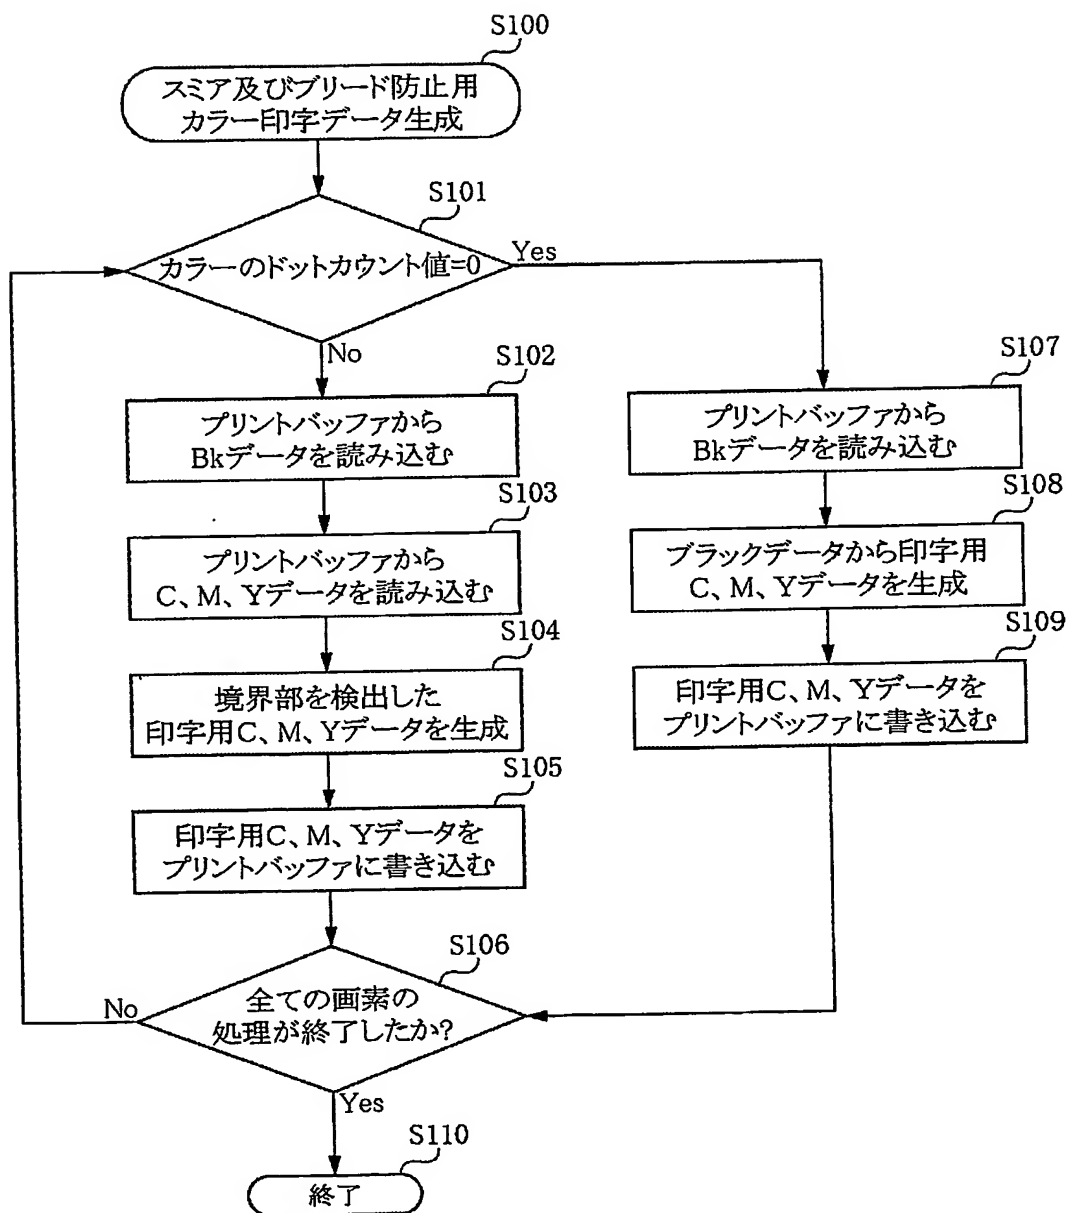 S100
スミア及びブリード防止用
カラー印字データ生成
S101
カラーのドットカウント値=0
Yes
No
S102
プリントバッファから
Bkデータを読み込む
S103
プリントバッファから
C、M、Yデータを読み込む
S104
境界部を検出した
印字用C、M、Yデータを生成
S105
印字用C、M、Yデータを
プリントバッファに書き込む
S107
プリントバッファから
Bkデータを読み込む
S108
ブラックデータから印字用
C、M、Yデータを生成
S109
印字用C、M、Yデータを
プリントバッファに書き込む
S106
全ての画素の
処理が終了したか?
No
Yes
S110
終了